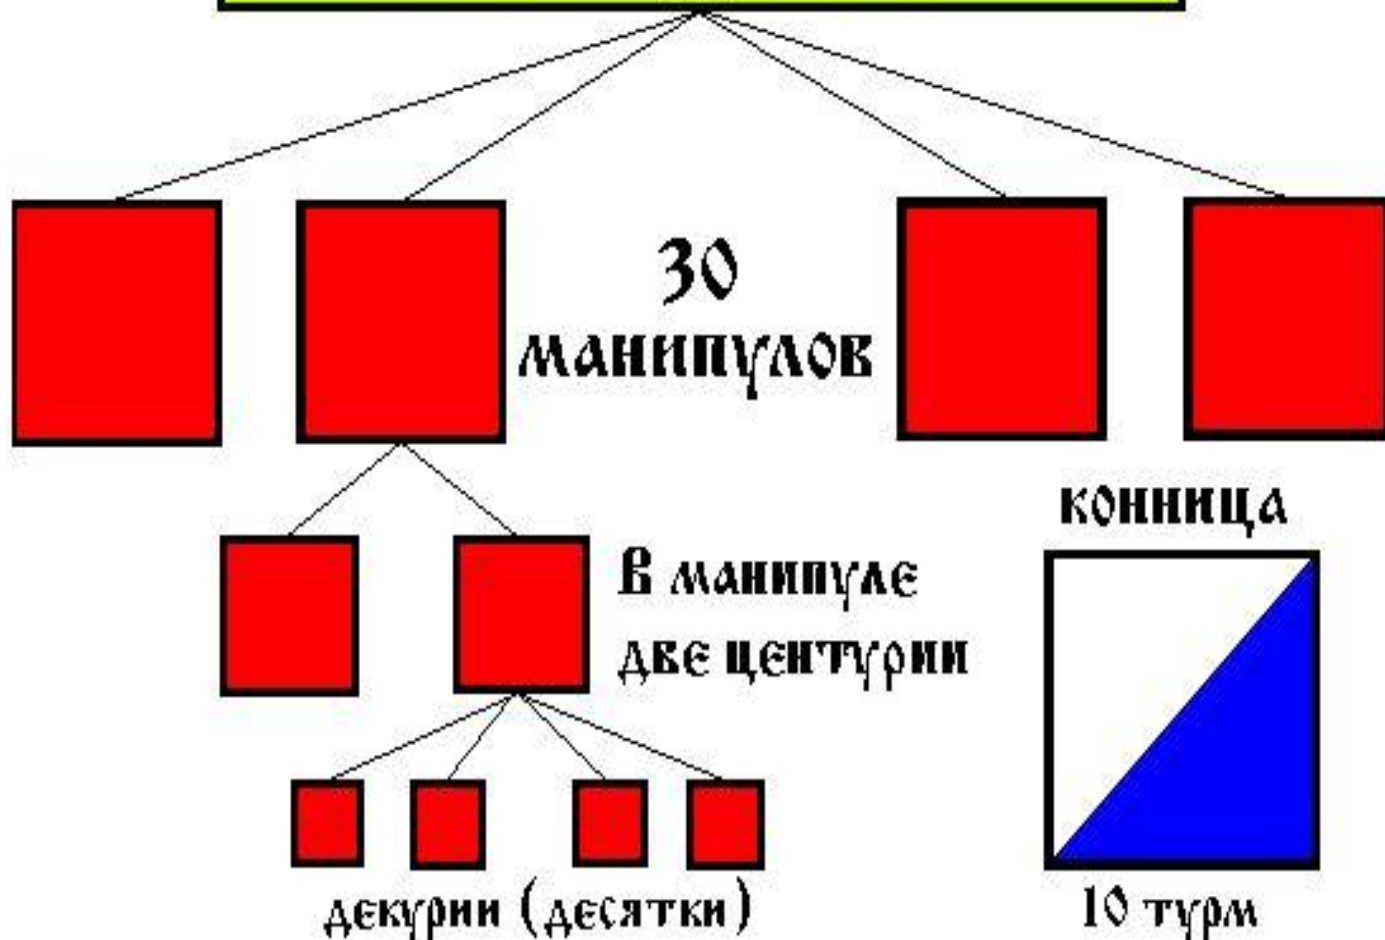 30
манипулов
конница
В манипуле
две центурии
декурии (десятки)
10 турм